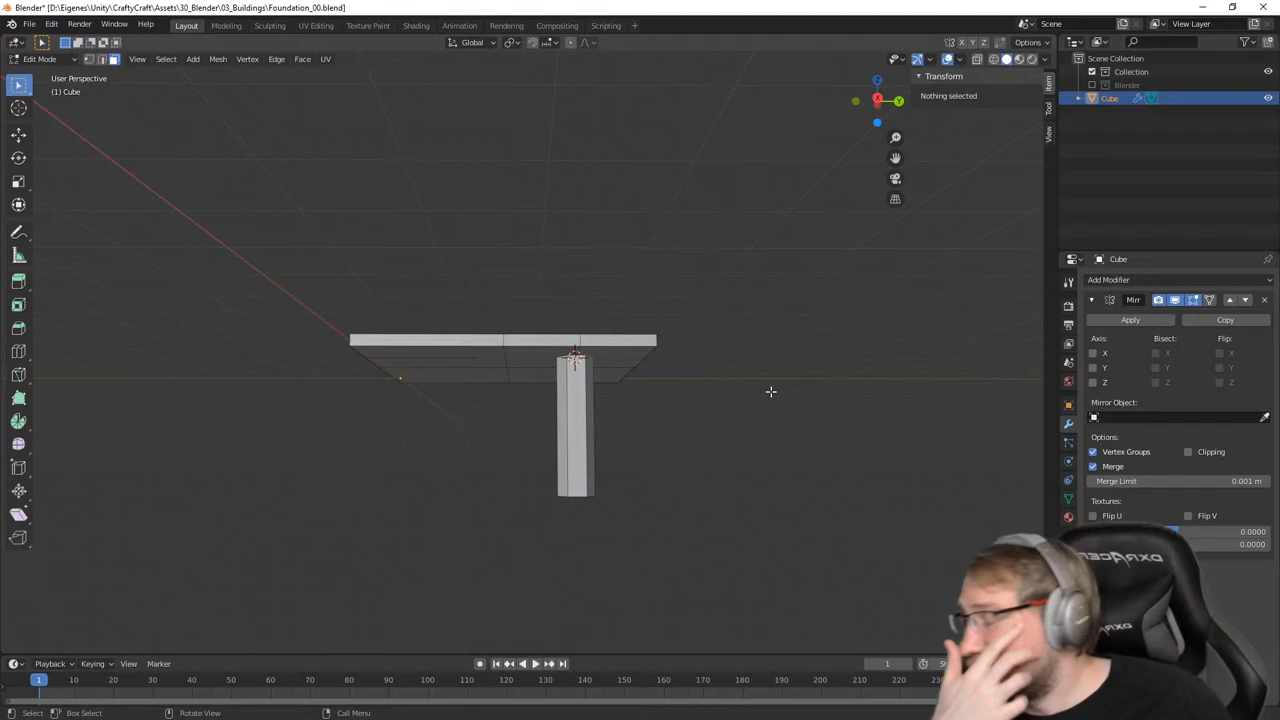 Blender* [D:\Eigenes\Unity\CraftyCraft\Assets\30_Blender\03_Buildings\Foundation_00.blend]
File Edit Render Window Help Layout Modeling Sculpting UV Editing Texture Paint Shading Animation Rendering Compositing Scripting + Scene View Layer
Global X Y Z Options
Edit Mode View Select Add Mesh Vertex Edge Face UV
User Perspective
(1) Cube
Transform
Nothing selected
Item
Tool
View
X Y Z
Scene Collection
Collection
Blender
Cube
Cube
Add Modifier
Mirr
Apply Copy
Axis: Bisect: Flip:
X X X
Y Y Y
Z Z Z
Mirror Object:
Options:
Vertex Groups Clipping
Merge
Merge Limit 0.001 m
Textures:
Flip U Flip V
0.0000
0.0000
DXRACER
Playback Keying View Marker 1
1 10 20 30 40 50 60 70 80 90 100 110 120 130 140 150 160 170 180 190 200 210 220
Select Box Select Rotate View Call Menu